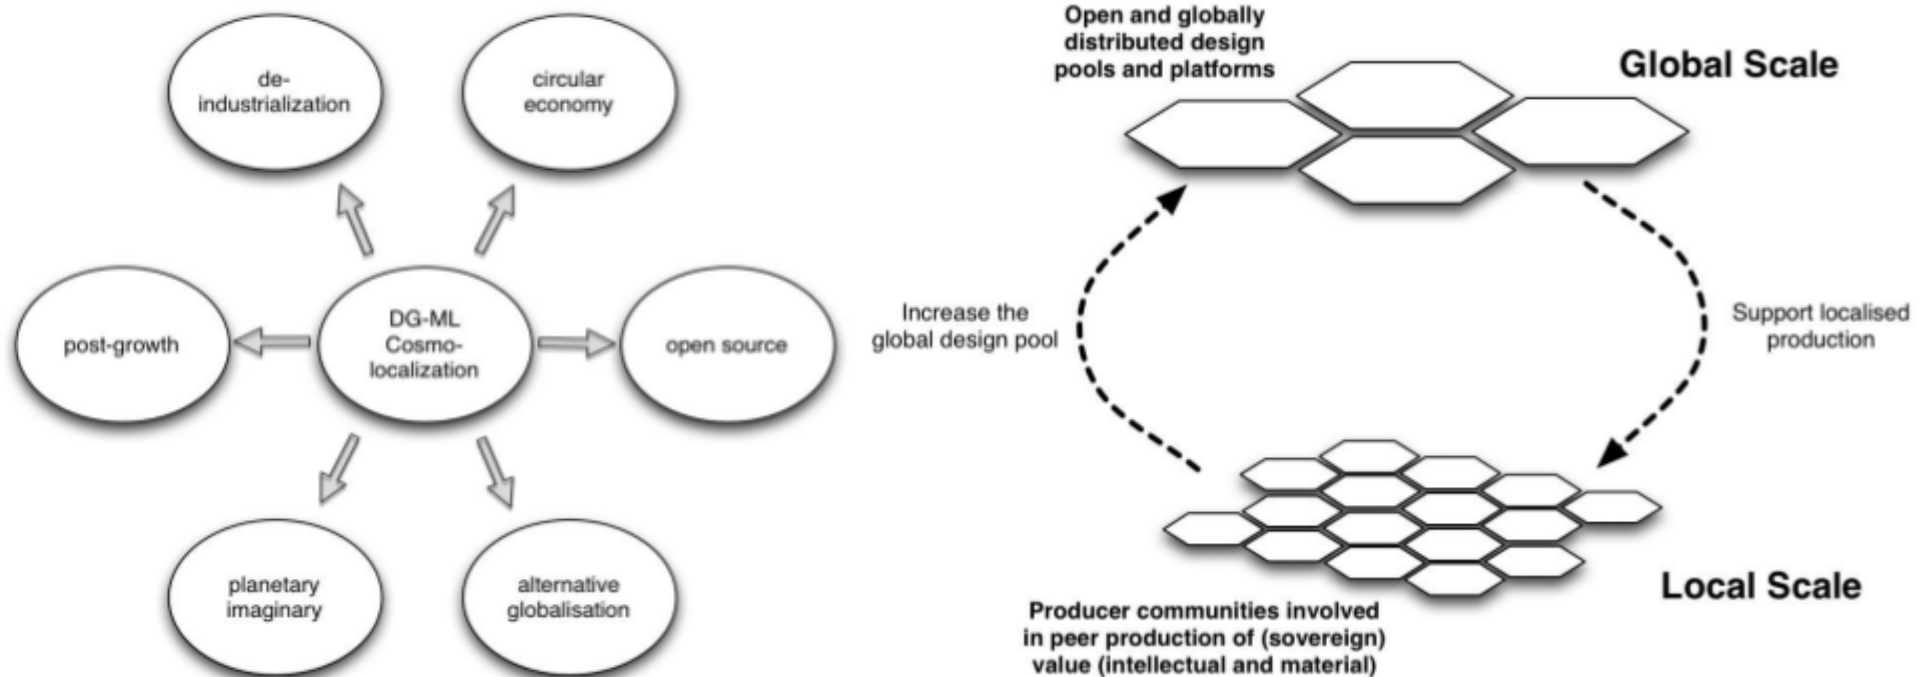 de-
industrialization
circular
economy
post-growth
DG-ML
Cosmo-
localization
open source
planetary
imaginary
alternative
globalisation
Open and globally
distributed design
pools and platforms
Global Scale
Increase the
global design pool
Support localised
production
Local Scale
Producer communities involved
in peer production of (sovereign)
value (intellectual and material)